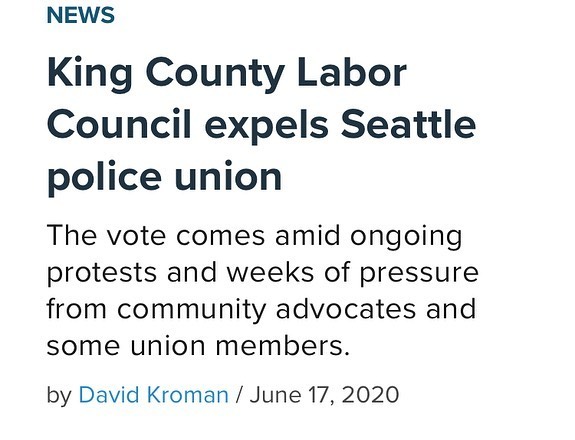 NEWS
King County Labor
Council expels Seattle
police union
The vote comes amid ongoing
protests and weeks of pressure
from community advocates and
some union members.
by David Kroman / June 17, 2020